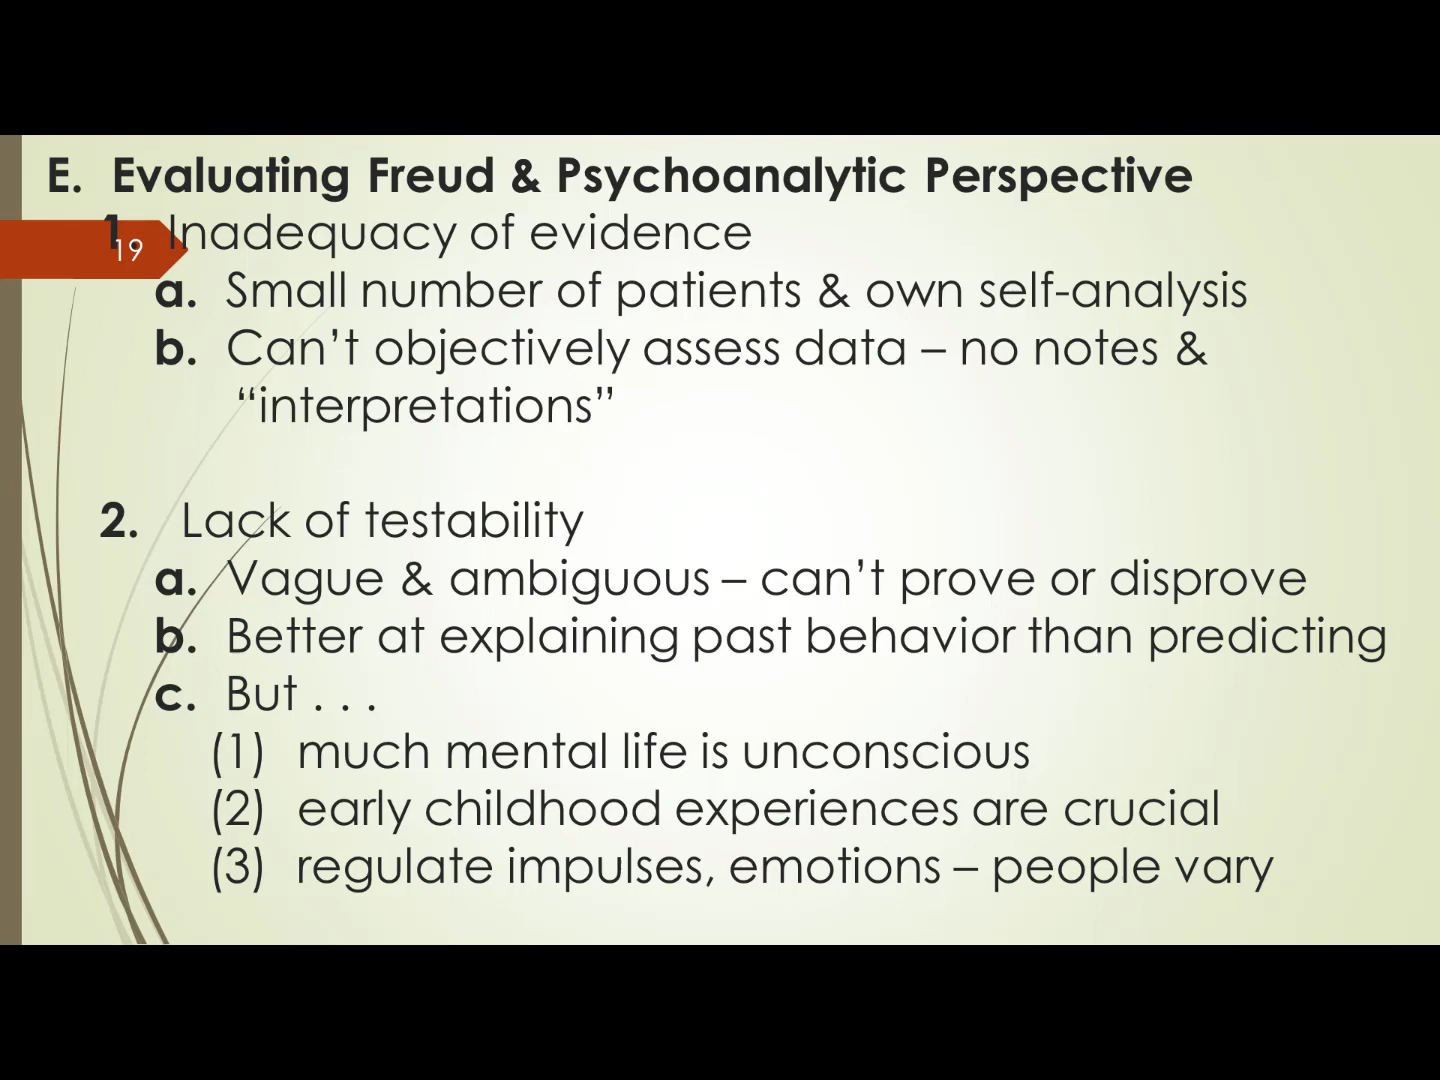 E. Evaluating Freud & Psychoanalytic Perspective
1. Inadequacy of evidence
19
a. Small number of patients & own self-analysis
b. Can’t objectively assess data – no notes &
“interpretations”
2. Lack of testability
a. Vague & ambiguous – can’t prove or disprove
b. Better at explaining past behavior than predicting
c. But . . .
(1) much mental life is unconscious
(2) early childhood experiences are crucial
(3) regulate impulses, emotions – people vary